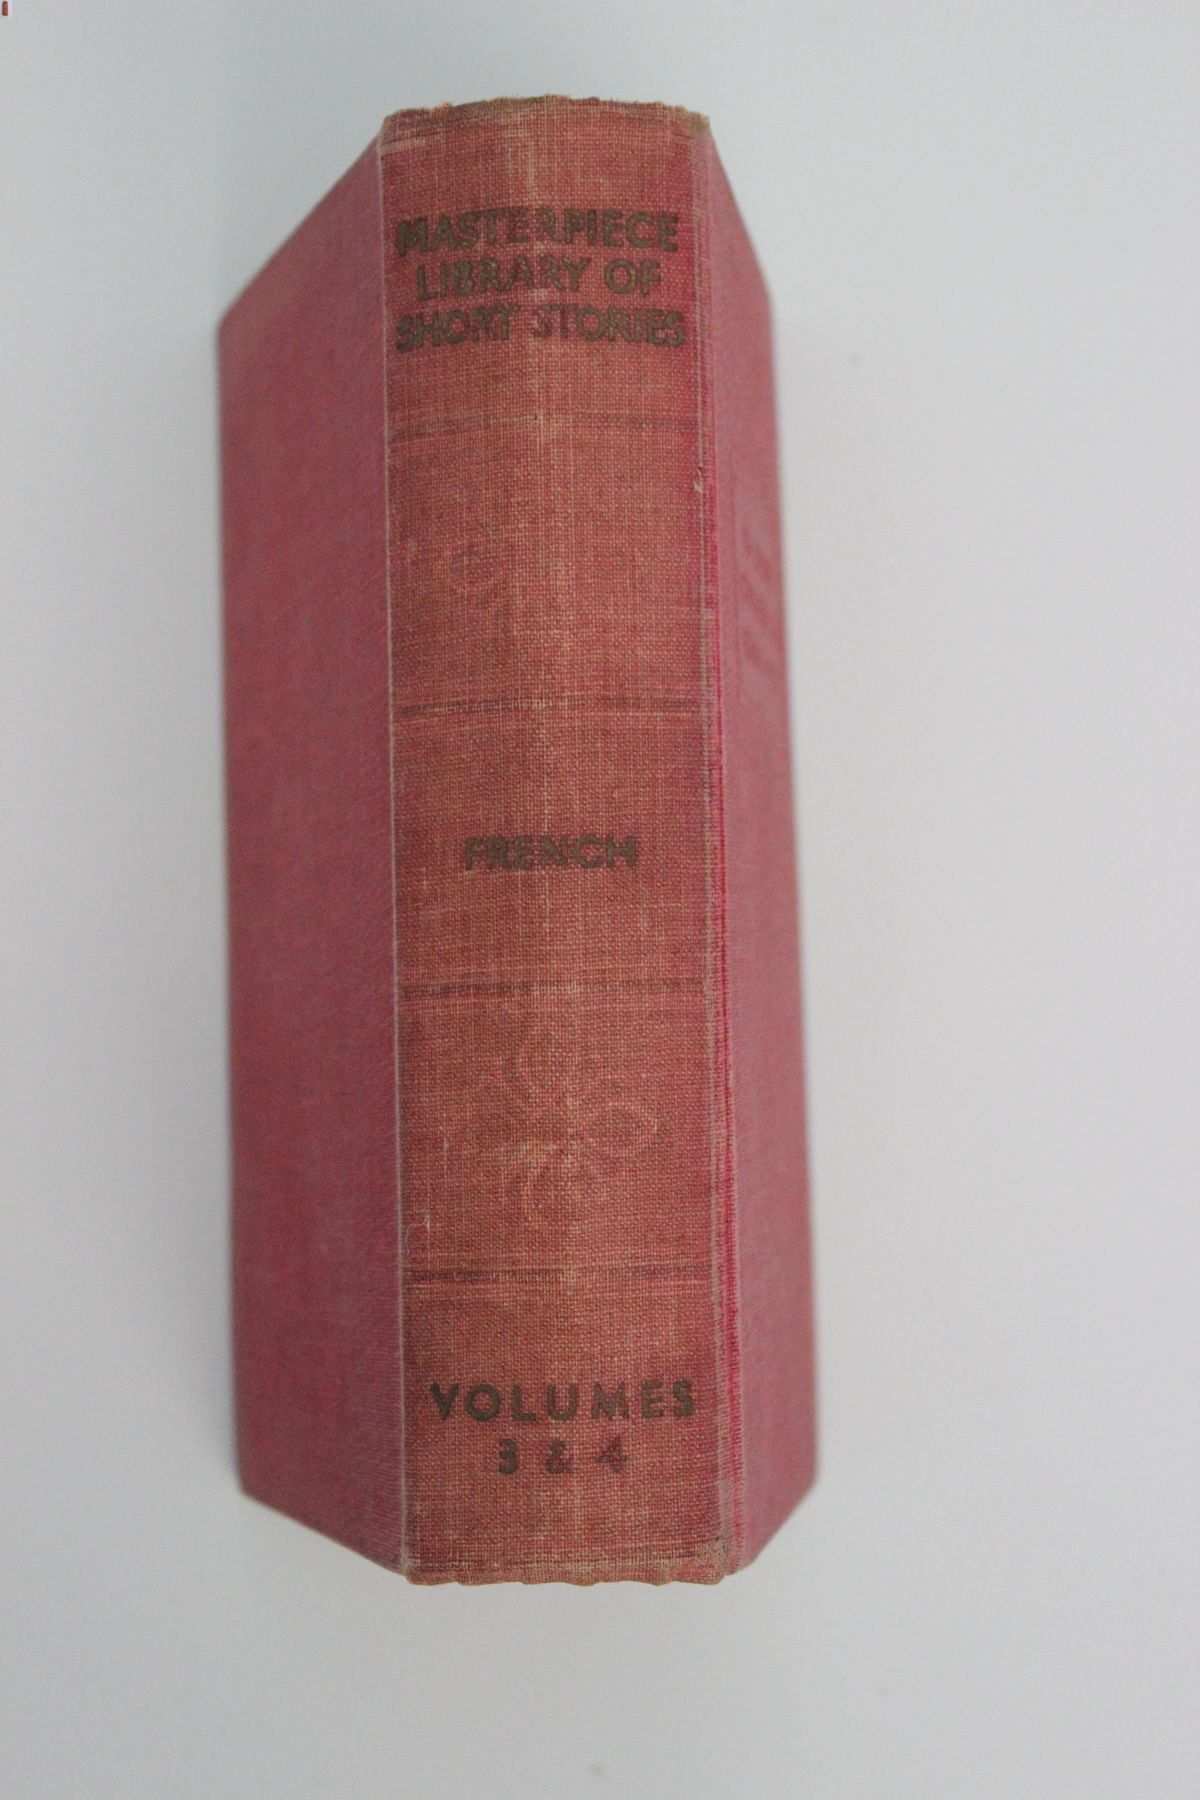 MASTERPIECE
LIBRARY OF
SHORT STORIES
FRENCH
VOLUMES
3 & 4